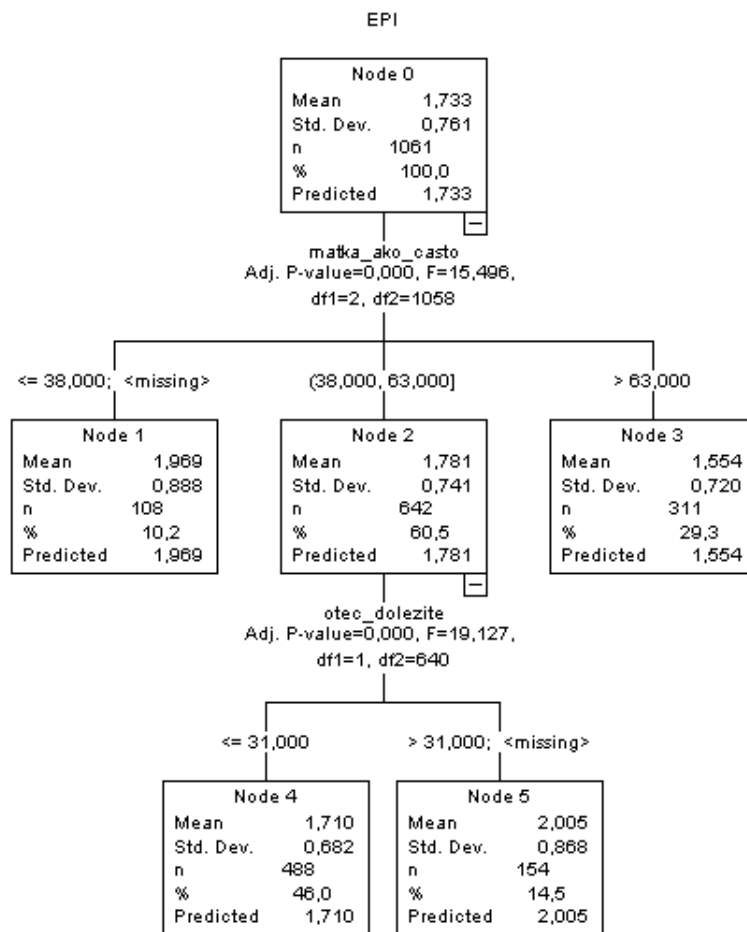 EPI
Node 0
Mean 1,733
Std. Dev. 0,761
n 1061
% 100,0
Predicted 1,733
matka_ako_casto
Adj. P-value=0,000, F=15,496,
df1=2, df2=1058
<= 38,000; <missing>
(38,000, 63,000]
> 63,000
Node 1
Mean 1,969
Std. Dev. 0,888
n 108
% 10,2
Predicted 1,969
Node 2
Mean 1,781
Std. Dev. 0,741
n 642
% 60,5
Predicted 1,781
Node 3
Mean 1,554
Std. Dev. 0,720
n 311
% 29,3
Predicted 1,554
otec_dolezite
Adj. P-value=0,000, F=19,127,
df1=1, df2=640
<= 31,000
> 31,000; <missing>
Node 4
Mean 1,710
Std. Dev. 0,682
n 488
% 46,0
Predicted 1,710
Node 5
Mean 2,005
Std. Dev. 0,868
n 154
% 14,5
Predicted 2,005